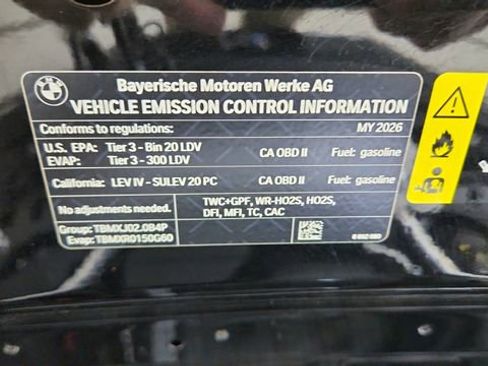 BMW
Bayerische Motoren Werke AG
VEHICLE EMISSION CONTROL INFORMATION
Conforms to regulations: MY 2026
U.S. EPA: Tier 3 - Bin 20 LDV CA OBD II Fuel: gasoline
EVAP: Tier 3 - 300 LDV
California: LEV IV - SULEV 20 PC CA OBD II Fuel: gasoline
No adjustments needed. TWC+GPF, WR-HO2S, HO2S,
DFI, MFI, TC, CAC
Group: TBMXJ02.0B4P
Evap: TBMXR0150G60